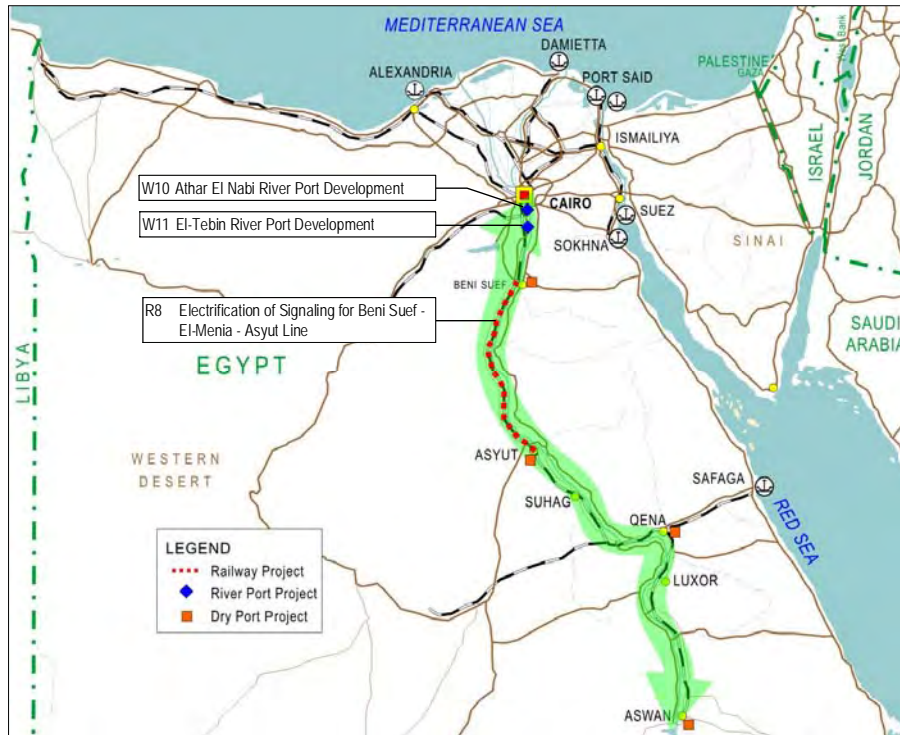 MEDITERRANEAN SEA
DAMIETTA
ALEXANDRIA
PORT SAID
PALESTINE
GAZA
West Bank
ISRAEL
JORDAN
ISMAILIYA
W10 Athar El Nabi River Port Development
CAIRO
SUEZ
W11 El-Tebin River Port Development
SOKHNA
SINAI
BENI SUEF
R8 Electrification of Signaling for Beni Suef -
El-Menia - Asyut Line
SAUDI
ARABIA
LIBYA
EGYPT
WESTERN
DESERT
ASYUT
SUHAG
SAFAGA
QENA
RED SEA
LUXOR
LEGEND
Railway Project
River Port Project
Dry Port Project
ASWAN